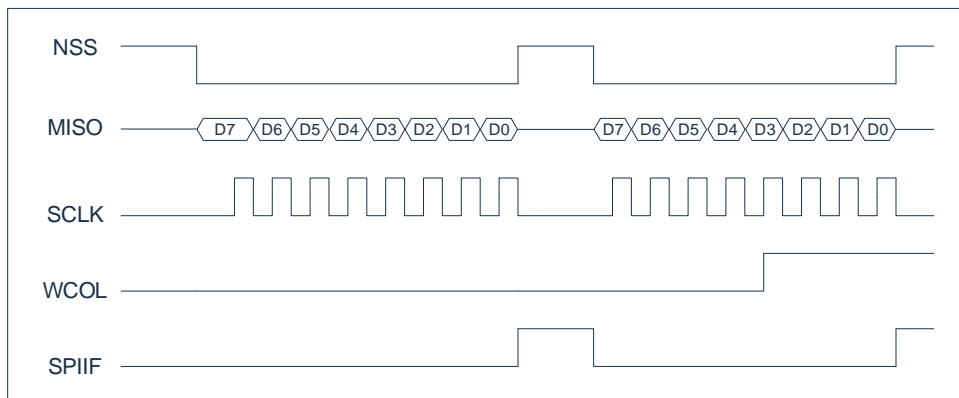 NSS
MISO D7 D6 D5 D4 D3 D2 D1 D0 D7 D6 D5 D4 D3 D2 D1 D0
SCLK
WCOL
SPIIF